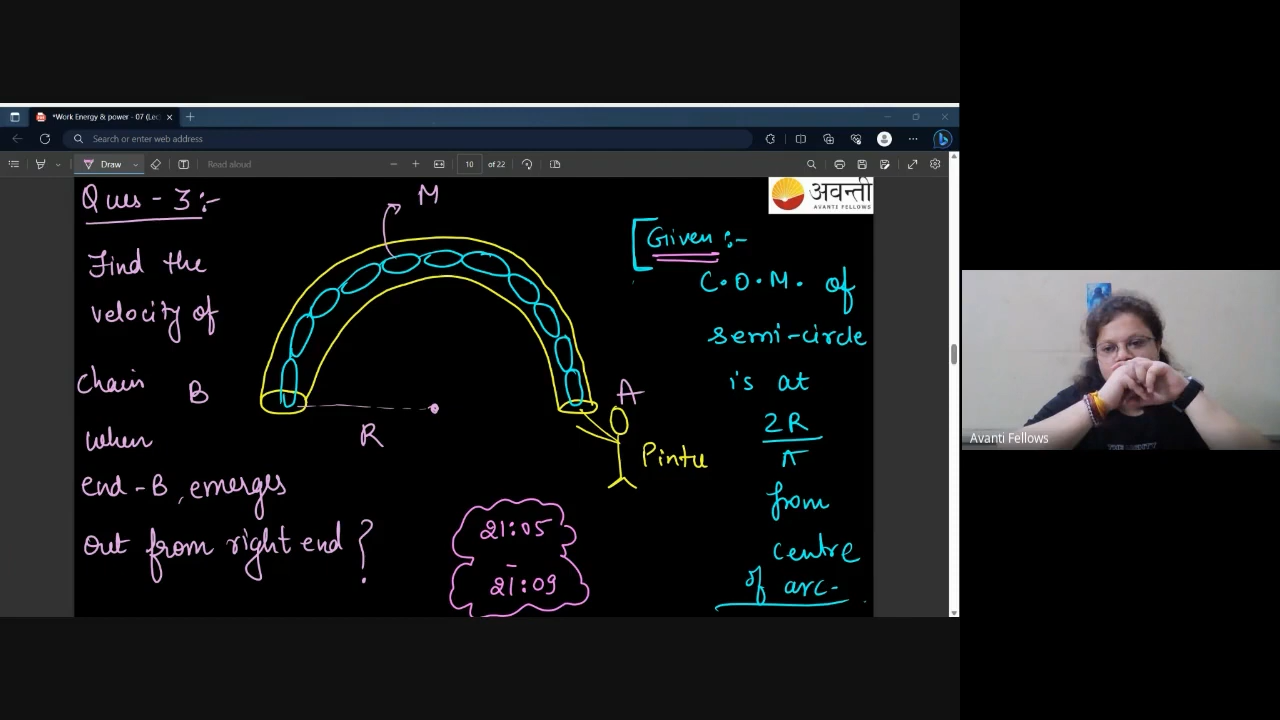 *Work Energy & power - 07 (Lec
Search or enter web address
Draw
Read aloud
10
of 22
Ques - 3 :-
Find the
velocity of
chain
when
end-B, emerges
out from right end ?
M
B
R
A
Pintu
21:05
-
21:09
अवन्ती
AVANTI FELLOWS
Given :-
C.O.M. of
semi-circle
is at
2R
π
from
centre
of arc.
Avanti Fellows